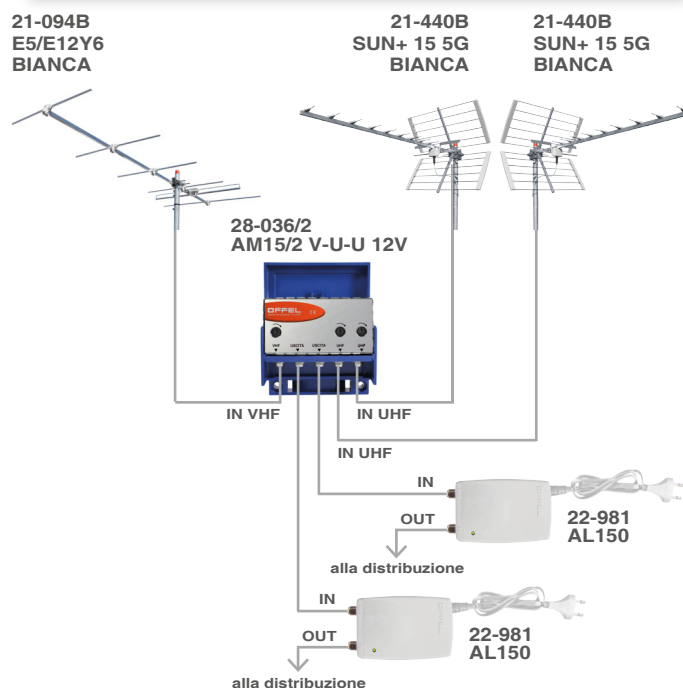 21-094B
E5/E12Y6
BIANCA
21-440B
SUN+ 15 5G
BIANCA
21-440B
SUN+ 15 5G
BIANCA
28-036/2
AM15/2 V-U-U 12V
OFFEL
CE
VHF USCITA USCITA UHF UHF
IN VHF
IN UHF
IN UHF
IN
OUT
22-981
AL150
alla distribuzione
IN
OUT
22-981
AL150
alla distribuzione